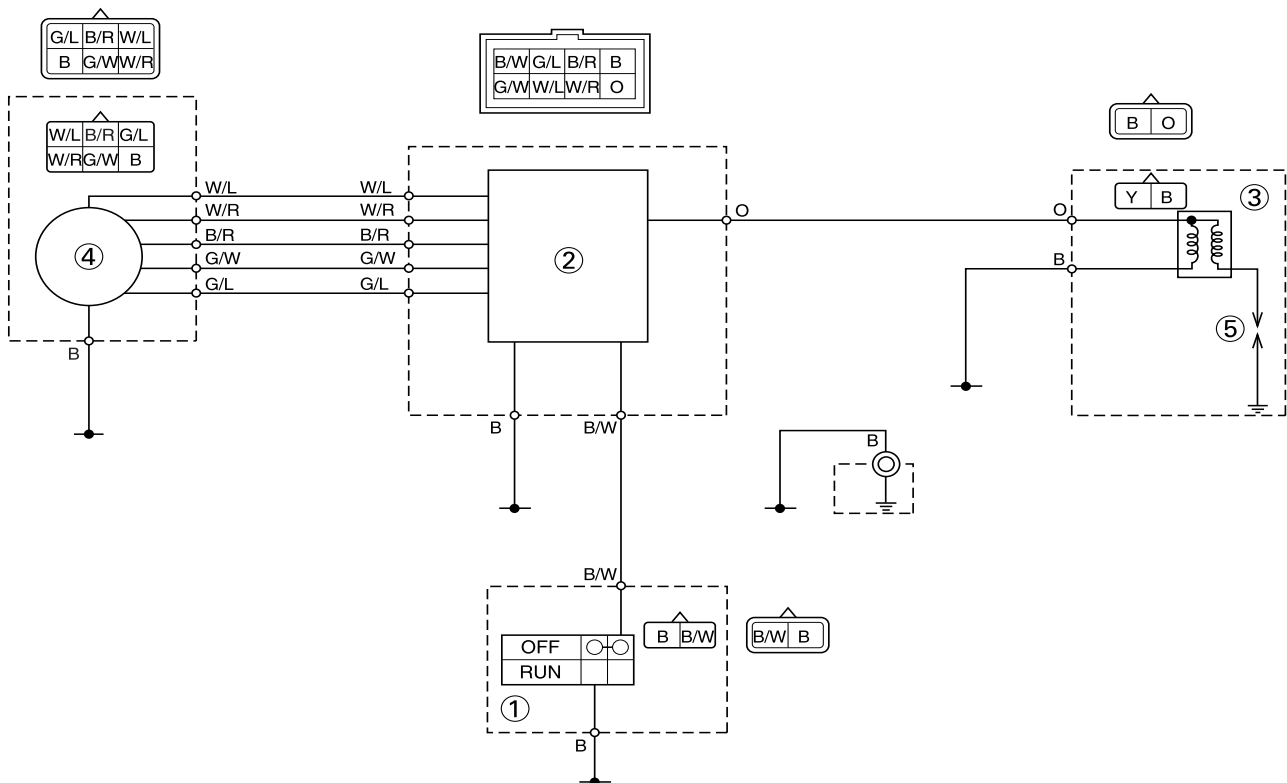 G/L B/R W/L
B G/W W/R
B/W G/L B/R B
G/W W/L W/R O
B O
W/L B/R G/L
W/R G/W B
Y B
3
W/L W/L
W/R W/R
O O
B/R B/R
G/W G/W
B
G/L G/L
4
2
5
B
B B/W
B
B/W
B B/W
B/W B
OFF
RUN
1
B